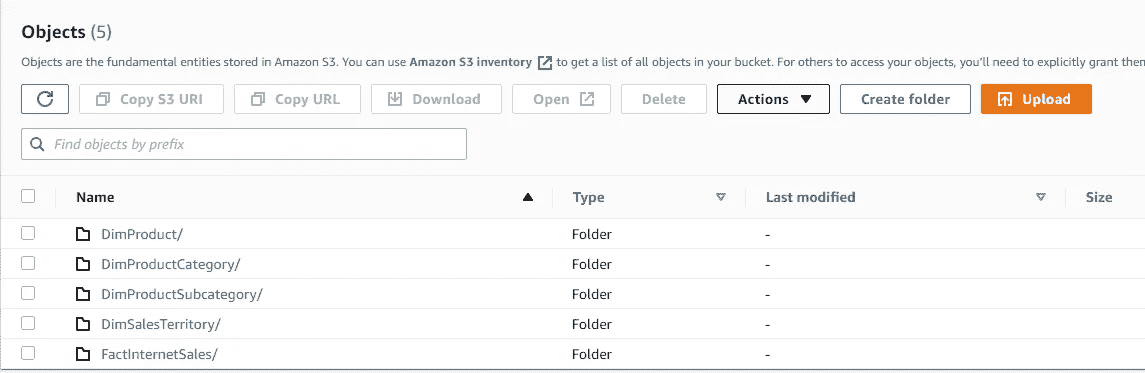 Objects (5)
Objects are the fundamental entities stored in Amazon S3. You can use Amazon S3 inventory to get a list of all objects in your bucket. For others to access your objects, you'll need to explicitly grant them
Copy S3 URI Copy URL Download Open Delete Actions Create folder Upload
Find objects by prefix
Name Type Last modified Size
DimProduct/ Folder -
DimProductCategory/ Folder -
DimProductSubcategory/ Folder -
DimSalesTerritory/ Folder -
FactInternetSales/ Folder -